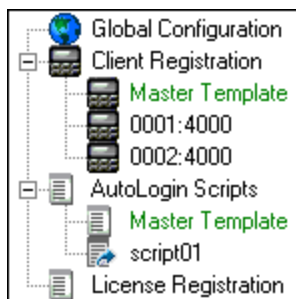 Global Configuration
Client Registration
Master Template
0001:4000
0002:4000
AutoLogin Scripts
Master Template
script01
License Registration